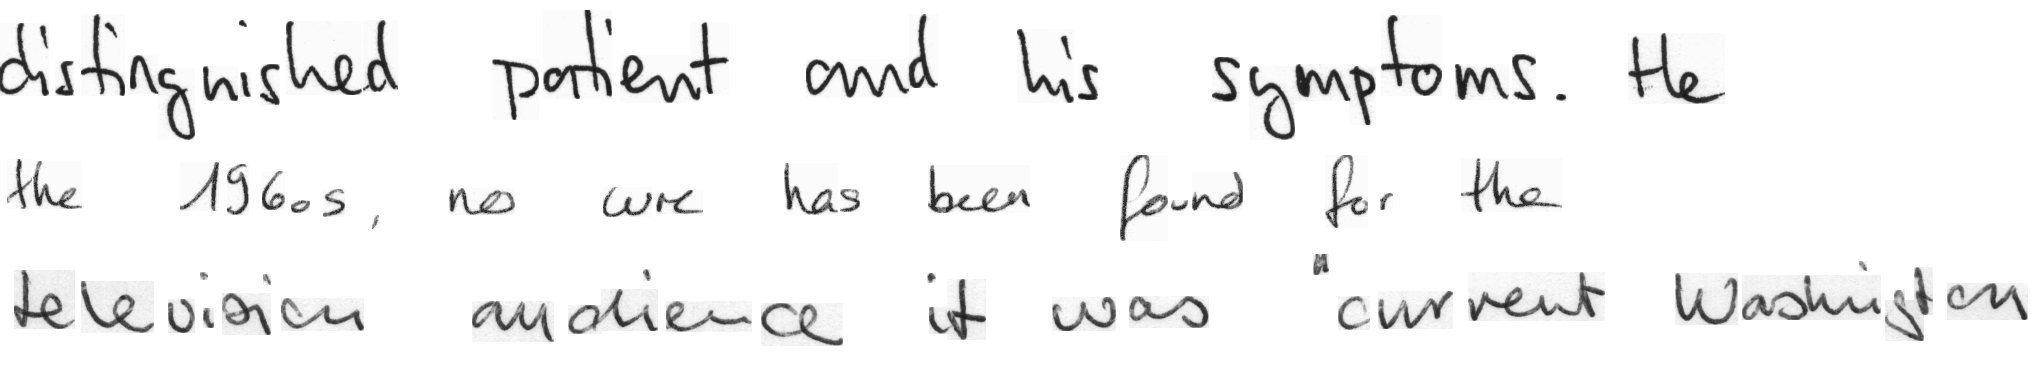 distinguished patient and his symptoms. He
the 1960s, no cure has been found for the
television audience it was "current Washington